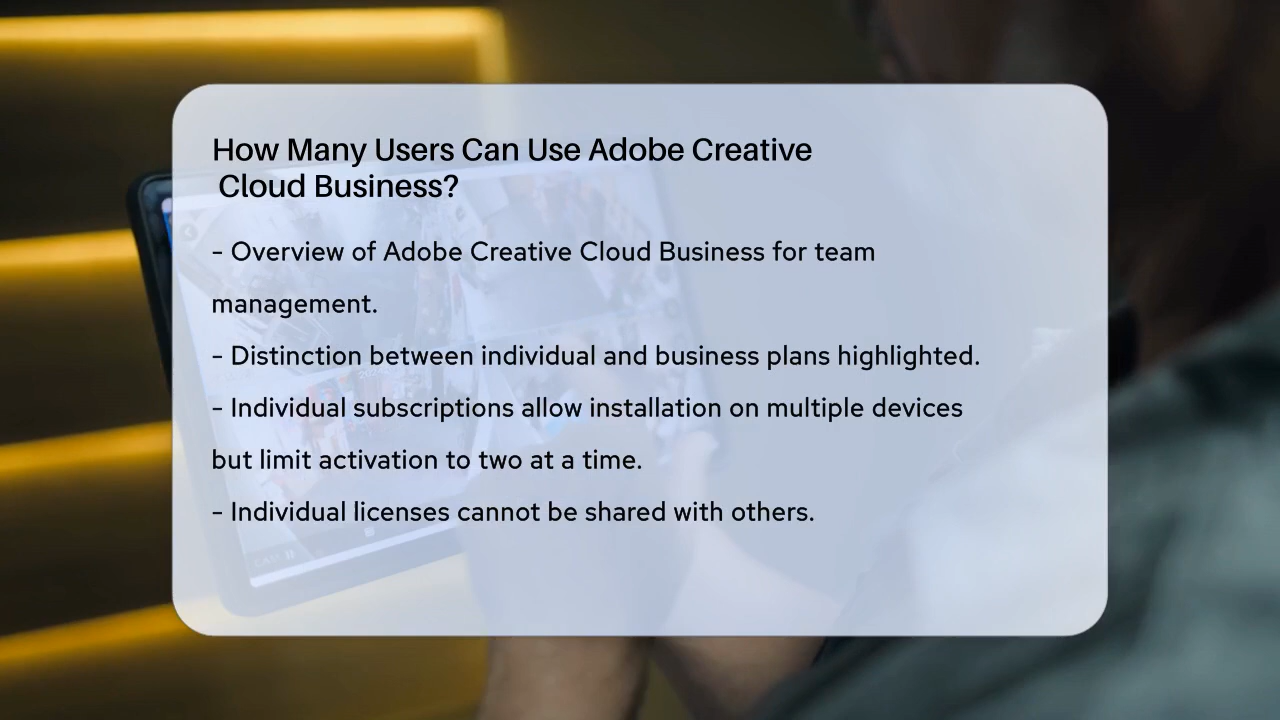 How Many Users Can Use Adobe Creative
Cloud Business?
- Overview of Adobe Creative Cloud Business for team
management.
- Distinction between individual and business plans highlighted.
- Individual subscriptions allow installation on multiple devices
but limit activation to two at a time.
- Individual licenses cannot be shared with others.